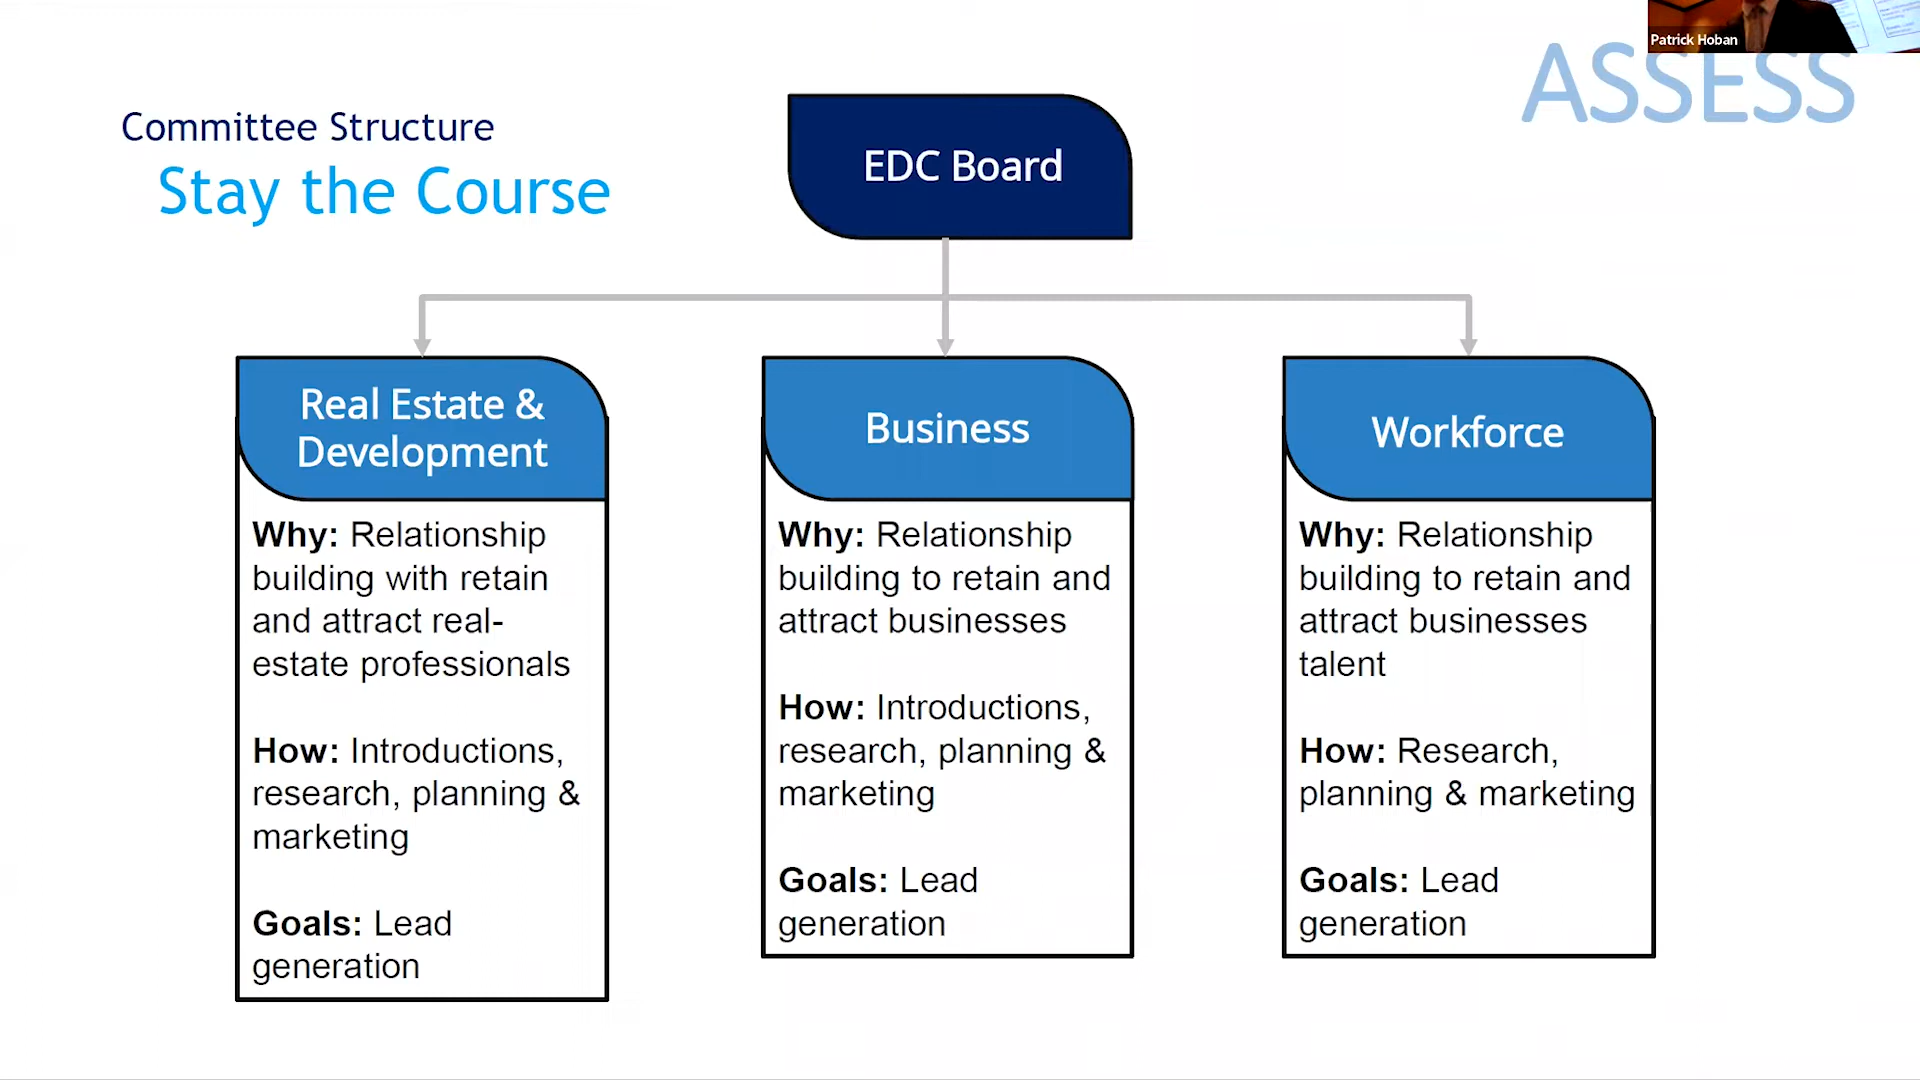 Patrick Hoban
ASSESS
Committee Structure
Stay the Course
EDC Board
Real Estate &
Development
Why: Relationship
building with retain
and attract real-
estate professionals
How: Introductions,
research, planning &
marketing
Goals: Lead
generation
Business
Why: Relationship
building to retain and
attract businesses
How: Introductions,
research, planning &
marketing
Goals: Lead
generation
Workforce
Why: Relationship
building to retain and
attract businesses
talent
How: Research,
planning & marketing
Goals: Lead
generation